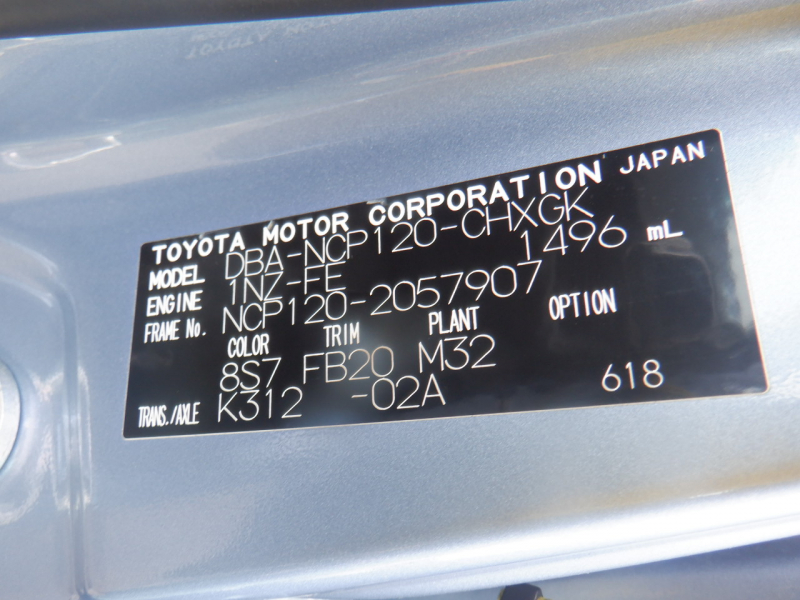 TOYOTA MOTOR CORPORATION JAPAN
MODEL DBA-NCP120-CHXGK
ENGINE 1NZ-FE 1496 mL
FRAME No. NCP120-2057907
COLOR TRIM PLANT OPTION
8S7 FB20 M32
TRANS./AXLE K312 -02A 618